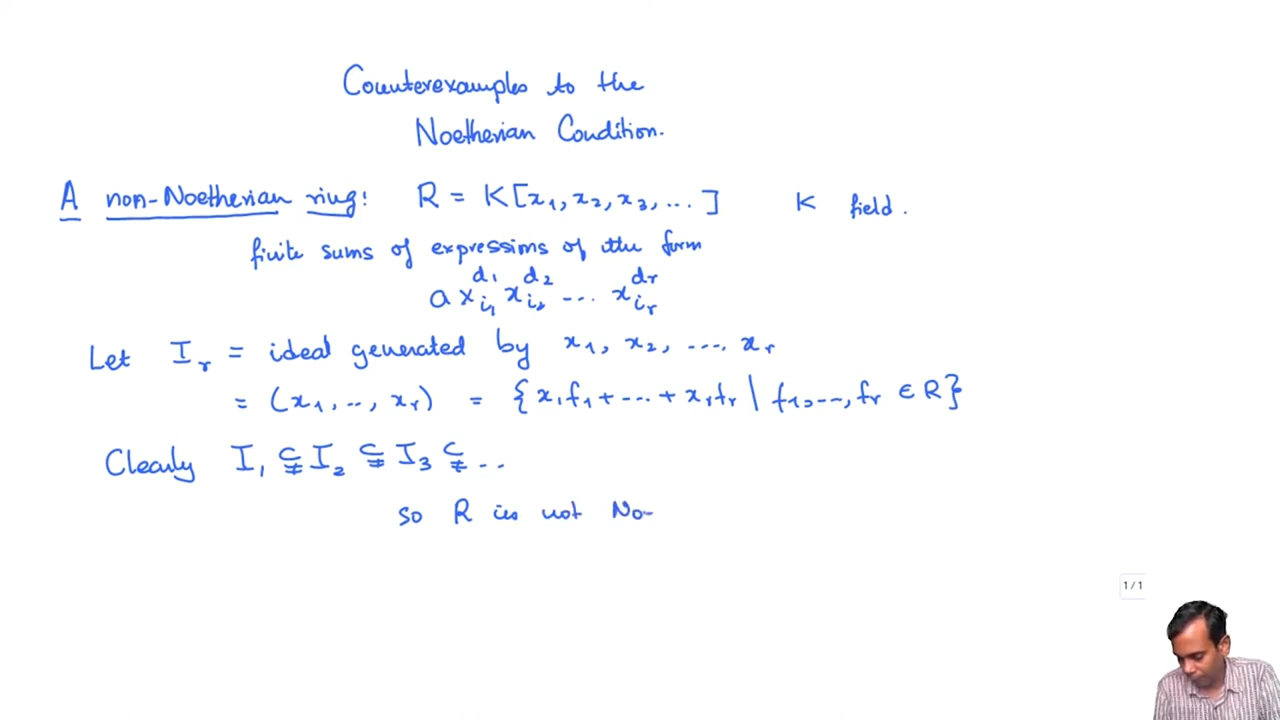 Counterexamples to the
Noetherian Condition.
A non-Noetherian ring: R = K[x₁, x₂, x₃, ...] K field.
finite sums of expressions of the form
a x_{i₁}^{d₁} x_{i₂}^{d₂} ... x_{i_r}^{d_r}
Let I_r = ideal generated by x₁, x₂, ..., x_r
= (x₁, .., x_r) = {x₁f₁ + ... + x_r f_r | f₁, ..., f_r ∈ R}
Clearly I₁ ⊊ I₂ ⊊ I₃ ⊊ ..
so R is not No
1/1